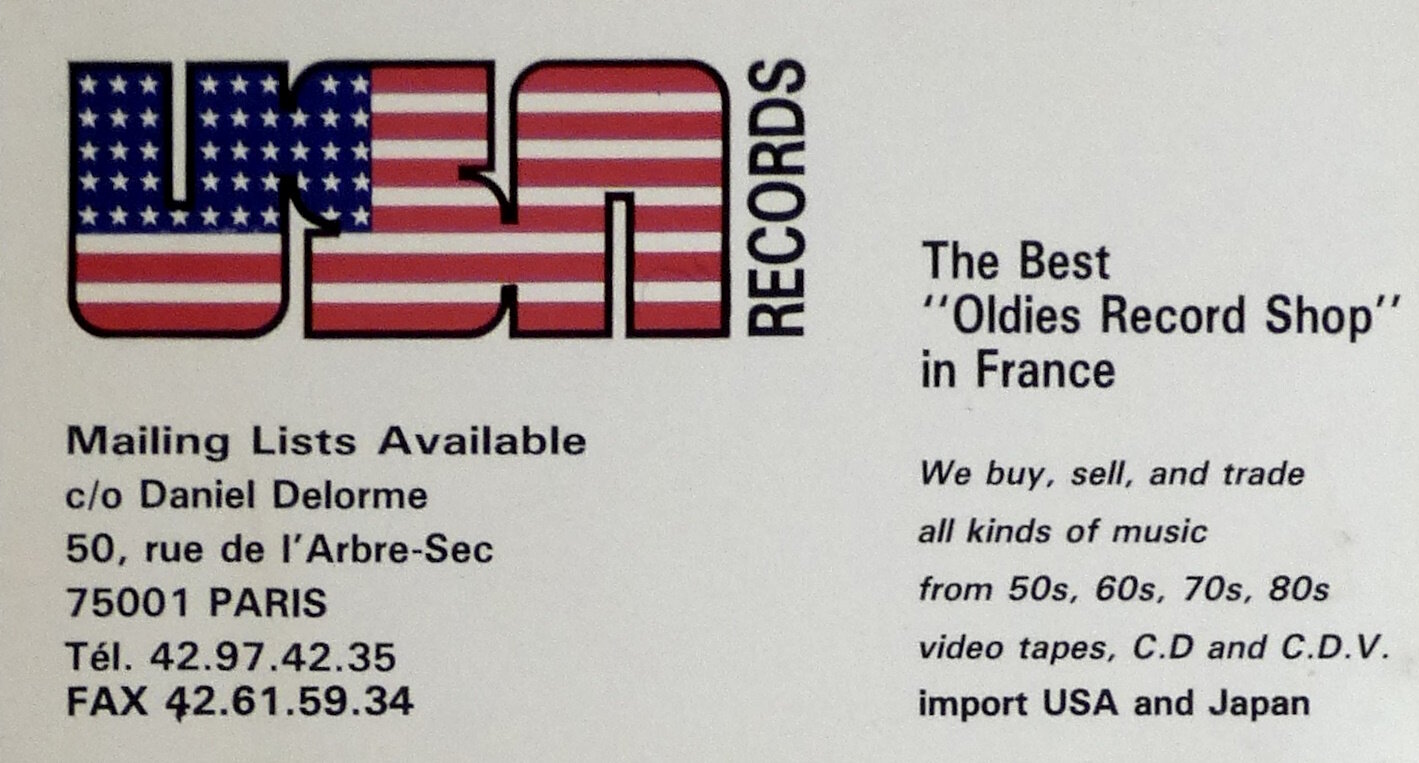 USA
RECORDS
Mailing Lists Available
c/o Daniel Delorme
50, rue de l'Arbre-Sec
75001 PARIS
Tél. 42.97.42.35
FAX 42.61.59.34
The Best
''Oldies Record Shop''
in France
We buy, sell, and trade
all kinds of music
from 50s, 60s, 70s, 80s
video tapes, C.D and C.D.V.
import USA and Japan